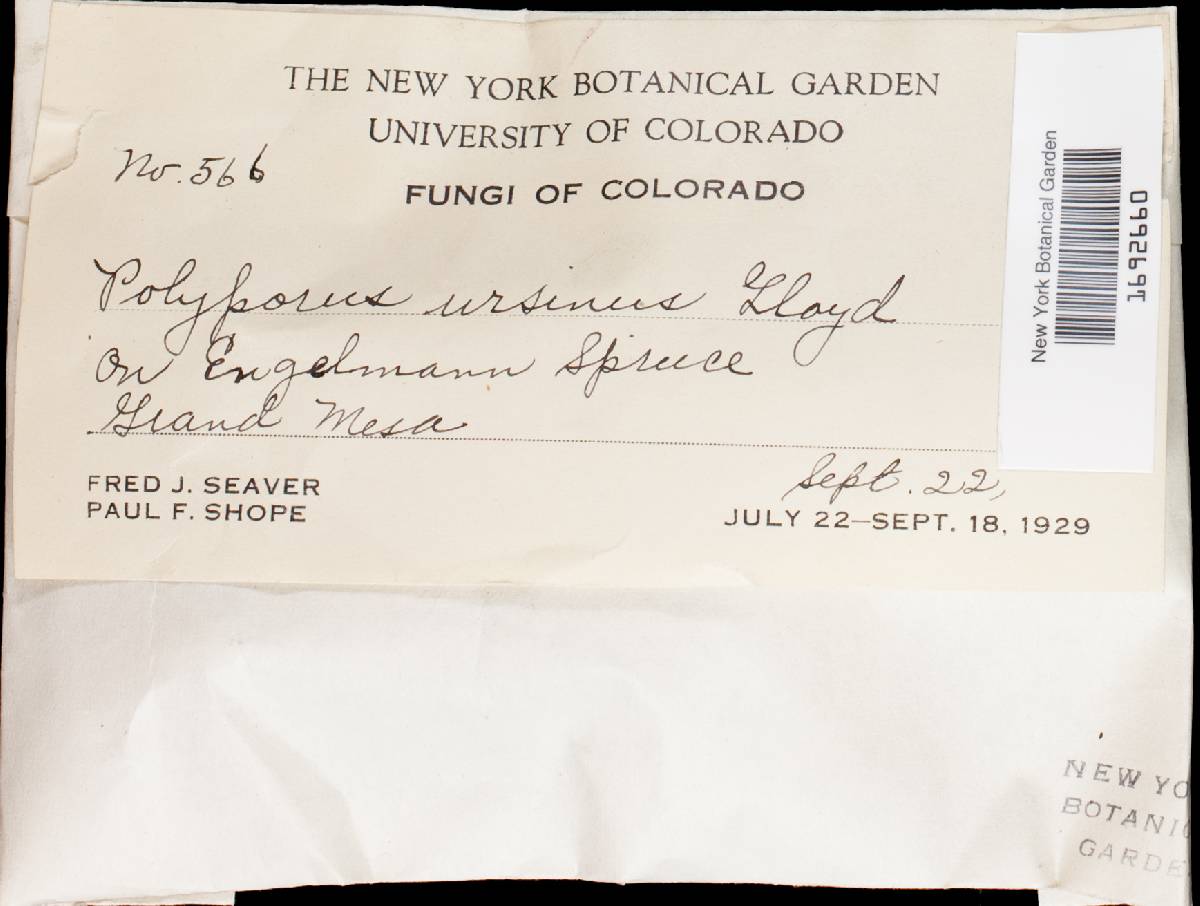 THE NEW YORK BOTANICAL GARDEN
UNIVERSITY OF COLORADO
No. 566
FUNGI OF COLORADO
Polyporus ursinus Lloyd
on Engelmann Spruce
Grand Mesa
FRED J. SEAVER
PAUL F. SHOPE
Sept. 22,
JULY 22–SEPT. 18, 1929
New York Botanical Garden
1692660
NEW YO
BOTANIC
GARDE